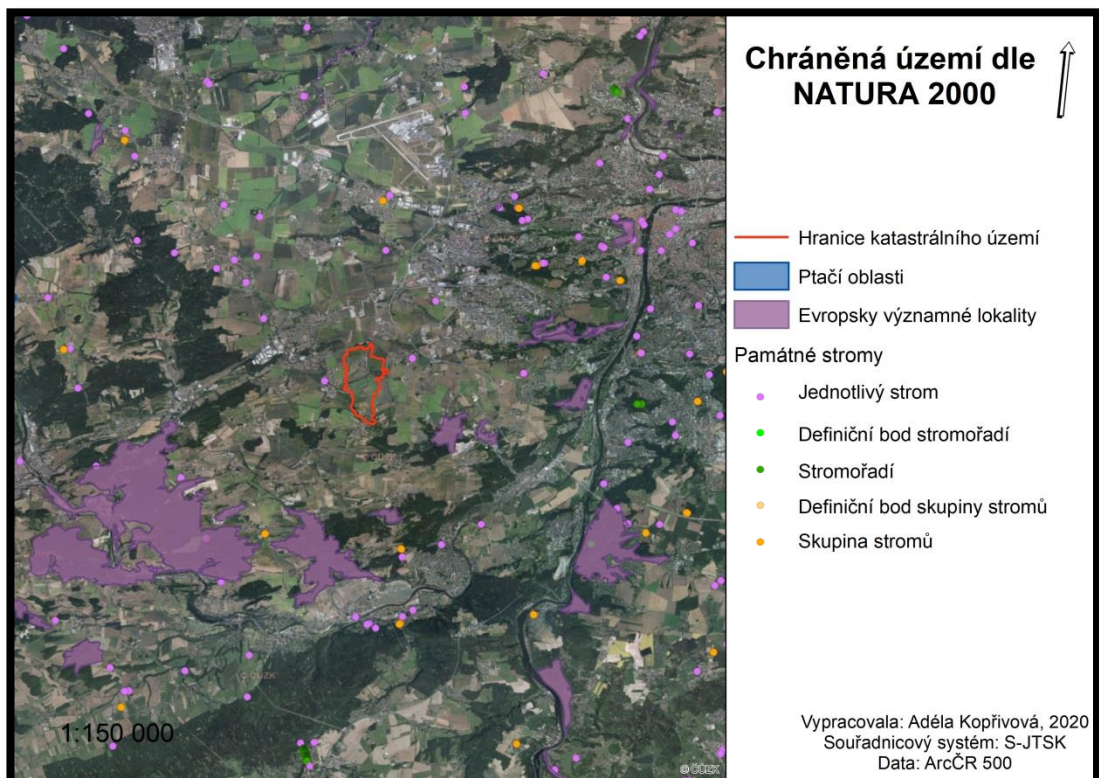 Chráněná území dle
NATURA 2000
Hranice katastrálního území
Ptačí oblasti
Evropsky významné lokality
Památné stromy
Jednotlivý strom
Definiční bod stromořadí
Stromořadí
Definiční bod skupiny stromů
Skupina stromů
1:150 000
© ČÚZK
Vypracovala: Adéla Kopřivová, 2020
Souřadnicový systém: S-JTSK
Data: ArcČR 500